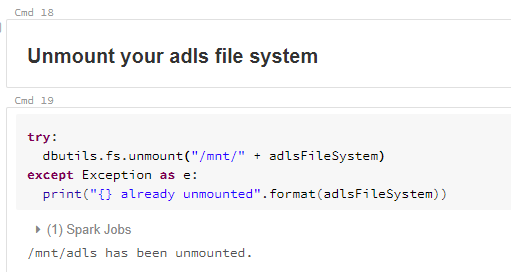 Cmd 18
Unmount your adls file system
Cmd 19
try:
  dbutils.fs.unmount("/mnt/" + adlsFileSystem)
except Exception as e:
  print("{} already unmounted".format(adlsFileSystem))
(1) Spark Jobs
/mnt/adls has been unmounted.